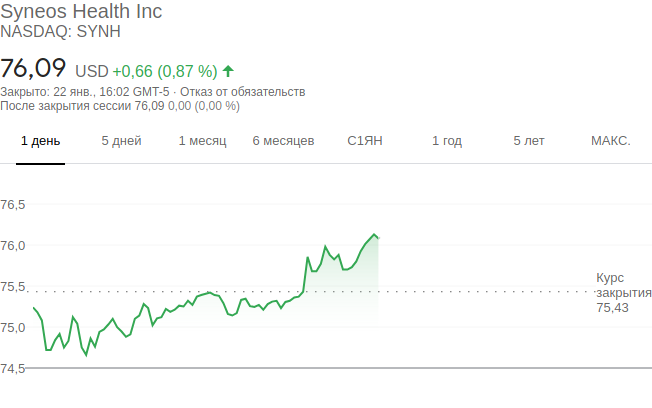 Syneos Health Inc
NASDAQ: SYNH
76,09 USD +0,66 (0,87 %)
Закрыто: 22 янв., 16:02 GMT-5 · Отказ от обязательств
После закрытия сессии 76,09 0,00 (0,00 %)
1 день 5 дней 1 месяц 6 месяцев С1ЯН 1 год 5 лет МАКС.
76,5
76,0
75,5
75,0
74,5
Курс
закрытия
75,43